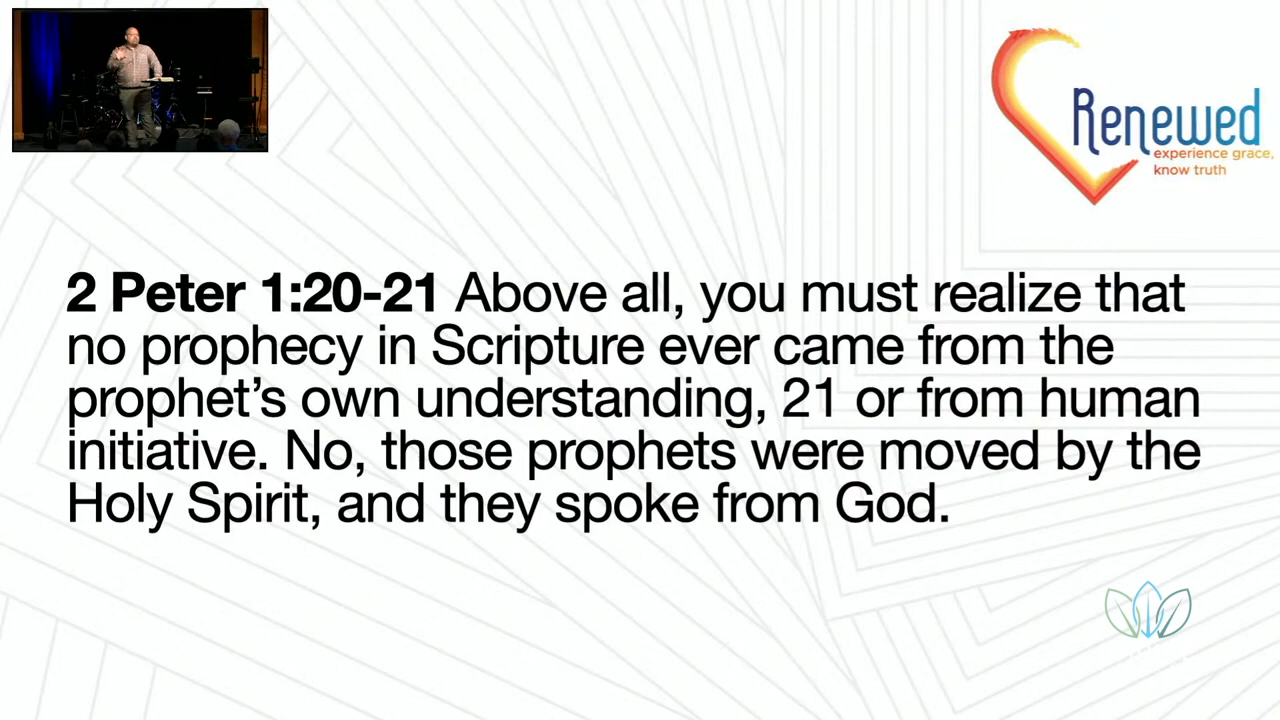 Renewed
experience grace,
know truth
2 Peter 1:20-21 Above all, you must realize that
no prophecy in Scripture ever came from the
prophet’s own understanding, 21 or from human
initiative. No, those prophets were moved by the
Holy Spirit, and they spoke from God.